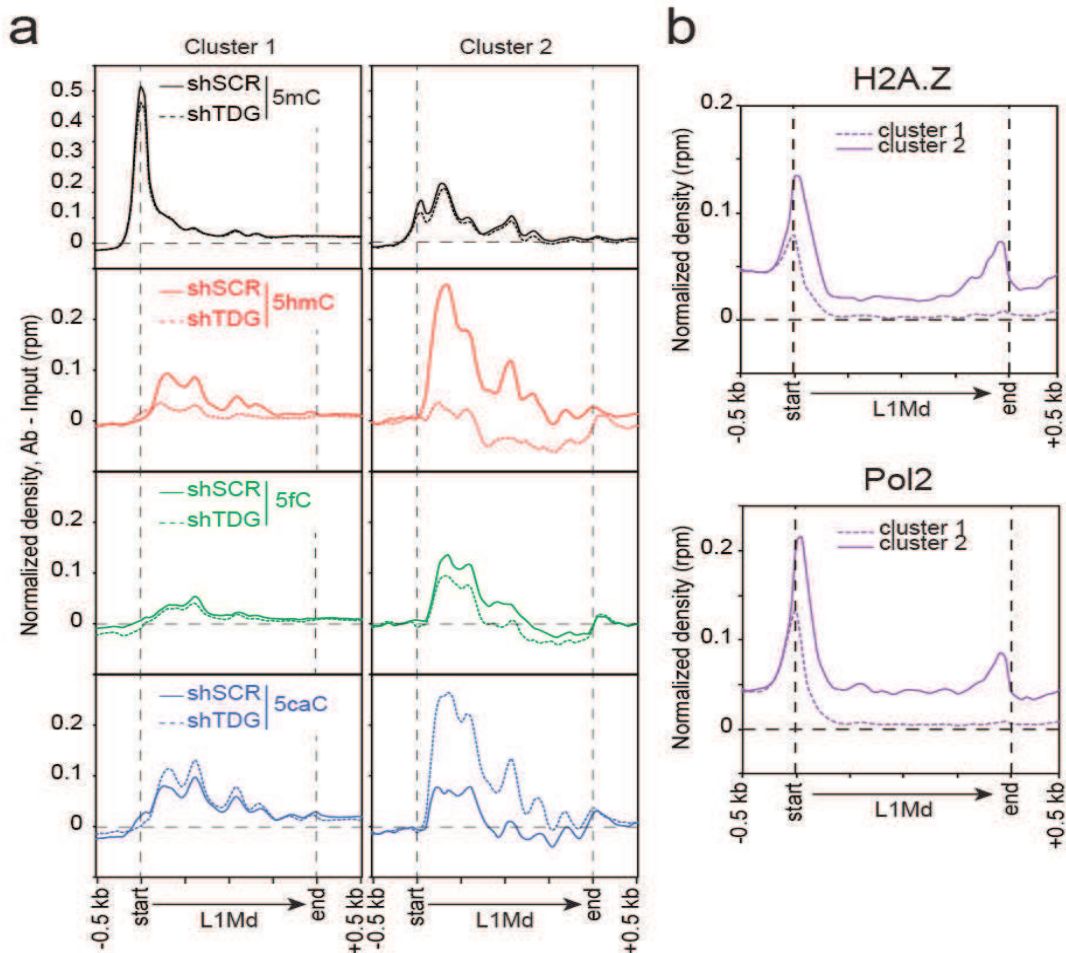 a
Cluster 1
Cluster 2
Normalized density, Ab - Input (rpm)
0.5
0.4
0.4
0.2
0.1
0
shSCR
shTDG
5mC
0.2
0.1
0
shSCR
shTDG
5hmC
0.2
0.1
0
shSCR
shTDG
5fC
0.2
0.1
0
shSCR
shTDG
5caC
-0.5 kb
start
L1Md
end
+0.5 kb
-0.5 kb
start
L1Md
end
+0.5 kb
b
H2A.Z
Normalized density (rpm)
0.2
0.1
0
cluster 1
cluster 2
-0.5 kb
start
L1Md
end
+0.5 kb
Pol2
Normalized density (rpm)
0.2
0.1
0
cluster 1
cluster 2
-0.5 kb
start
L1Md
end
+0.5 kb